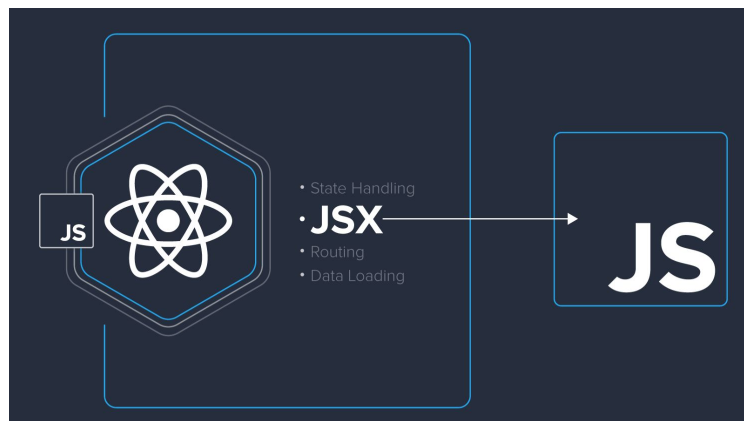 JS
• State Handling
• JSX
• Routing
• Data Loading
JS